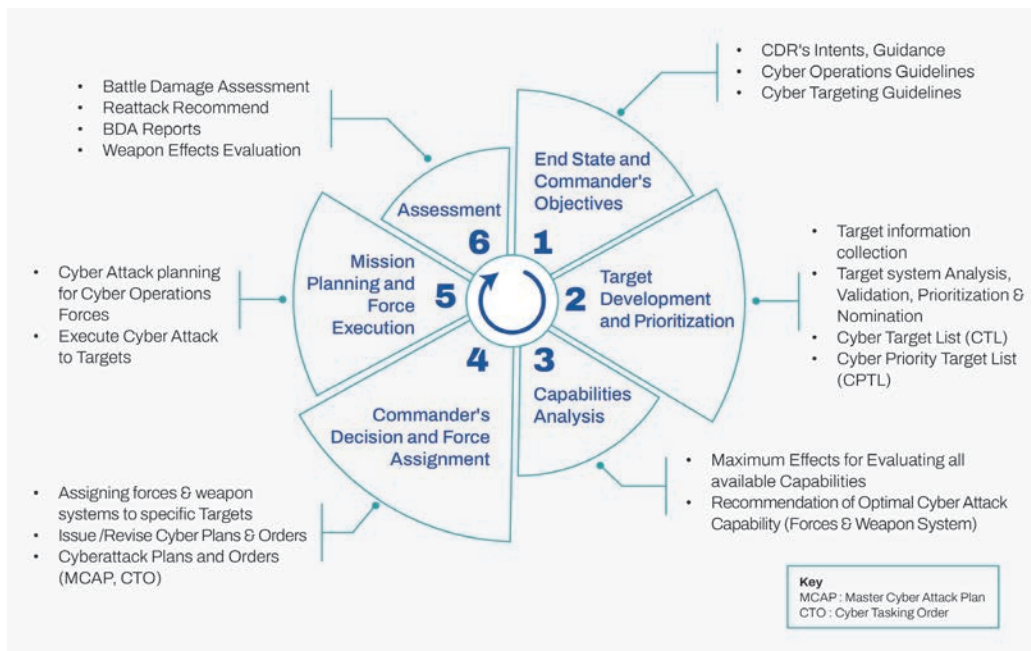 • CDR's Intents, Guidance
• Cyber Operations Guidelines
• Cyber Targeting Guidelines
• Battle Damage Assessment
• Reattack Recommend
• BDA Reports
• Weapon Effects Evaluation
End State and
Commander's
Objectives
1
Target
Development
and Prioritization
2
• Target information
collection
• Target system Analysis,
Validation, Prioritization &
Nomination
• Cyber Target List (CTL)
• Cyber Priority Target List
(CPTL)
3
Capabilities
Analysis
• Maximum Effects for Evaluating all
available Capabilities
• Recommendation of Optimal Cyber Attack
Capability (Forces & Weapon System)
4
Commander's
Decision and Force
Assignment
• Assigning forces & weapon
systems to specific Targets
• Issue /Revise Cyber Plans & Orders
• Cyberattack Plans and Orders
(MCAP, CTO)
Mission
Planning and
Force
Execution
5
• Cyber Attack planning
for Cyber Operations
Forces
• Execute Cyber Attack
to Targets
Assessment
6
Key
MCAP : Master Cyber Attack Plan
CTO : Cyber Tasking Order